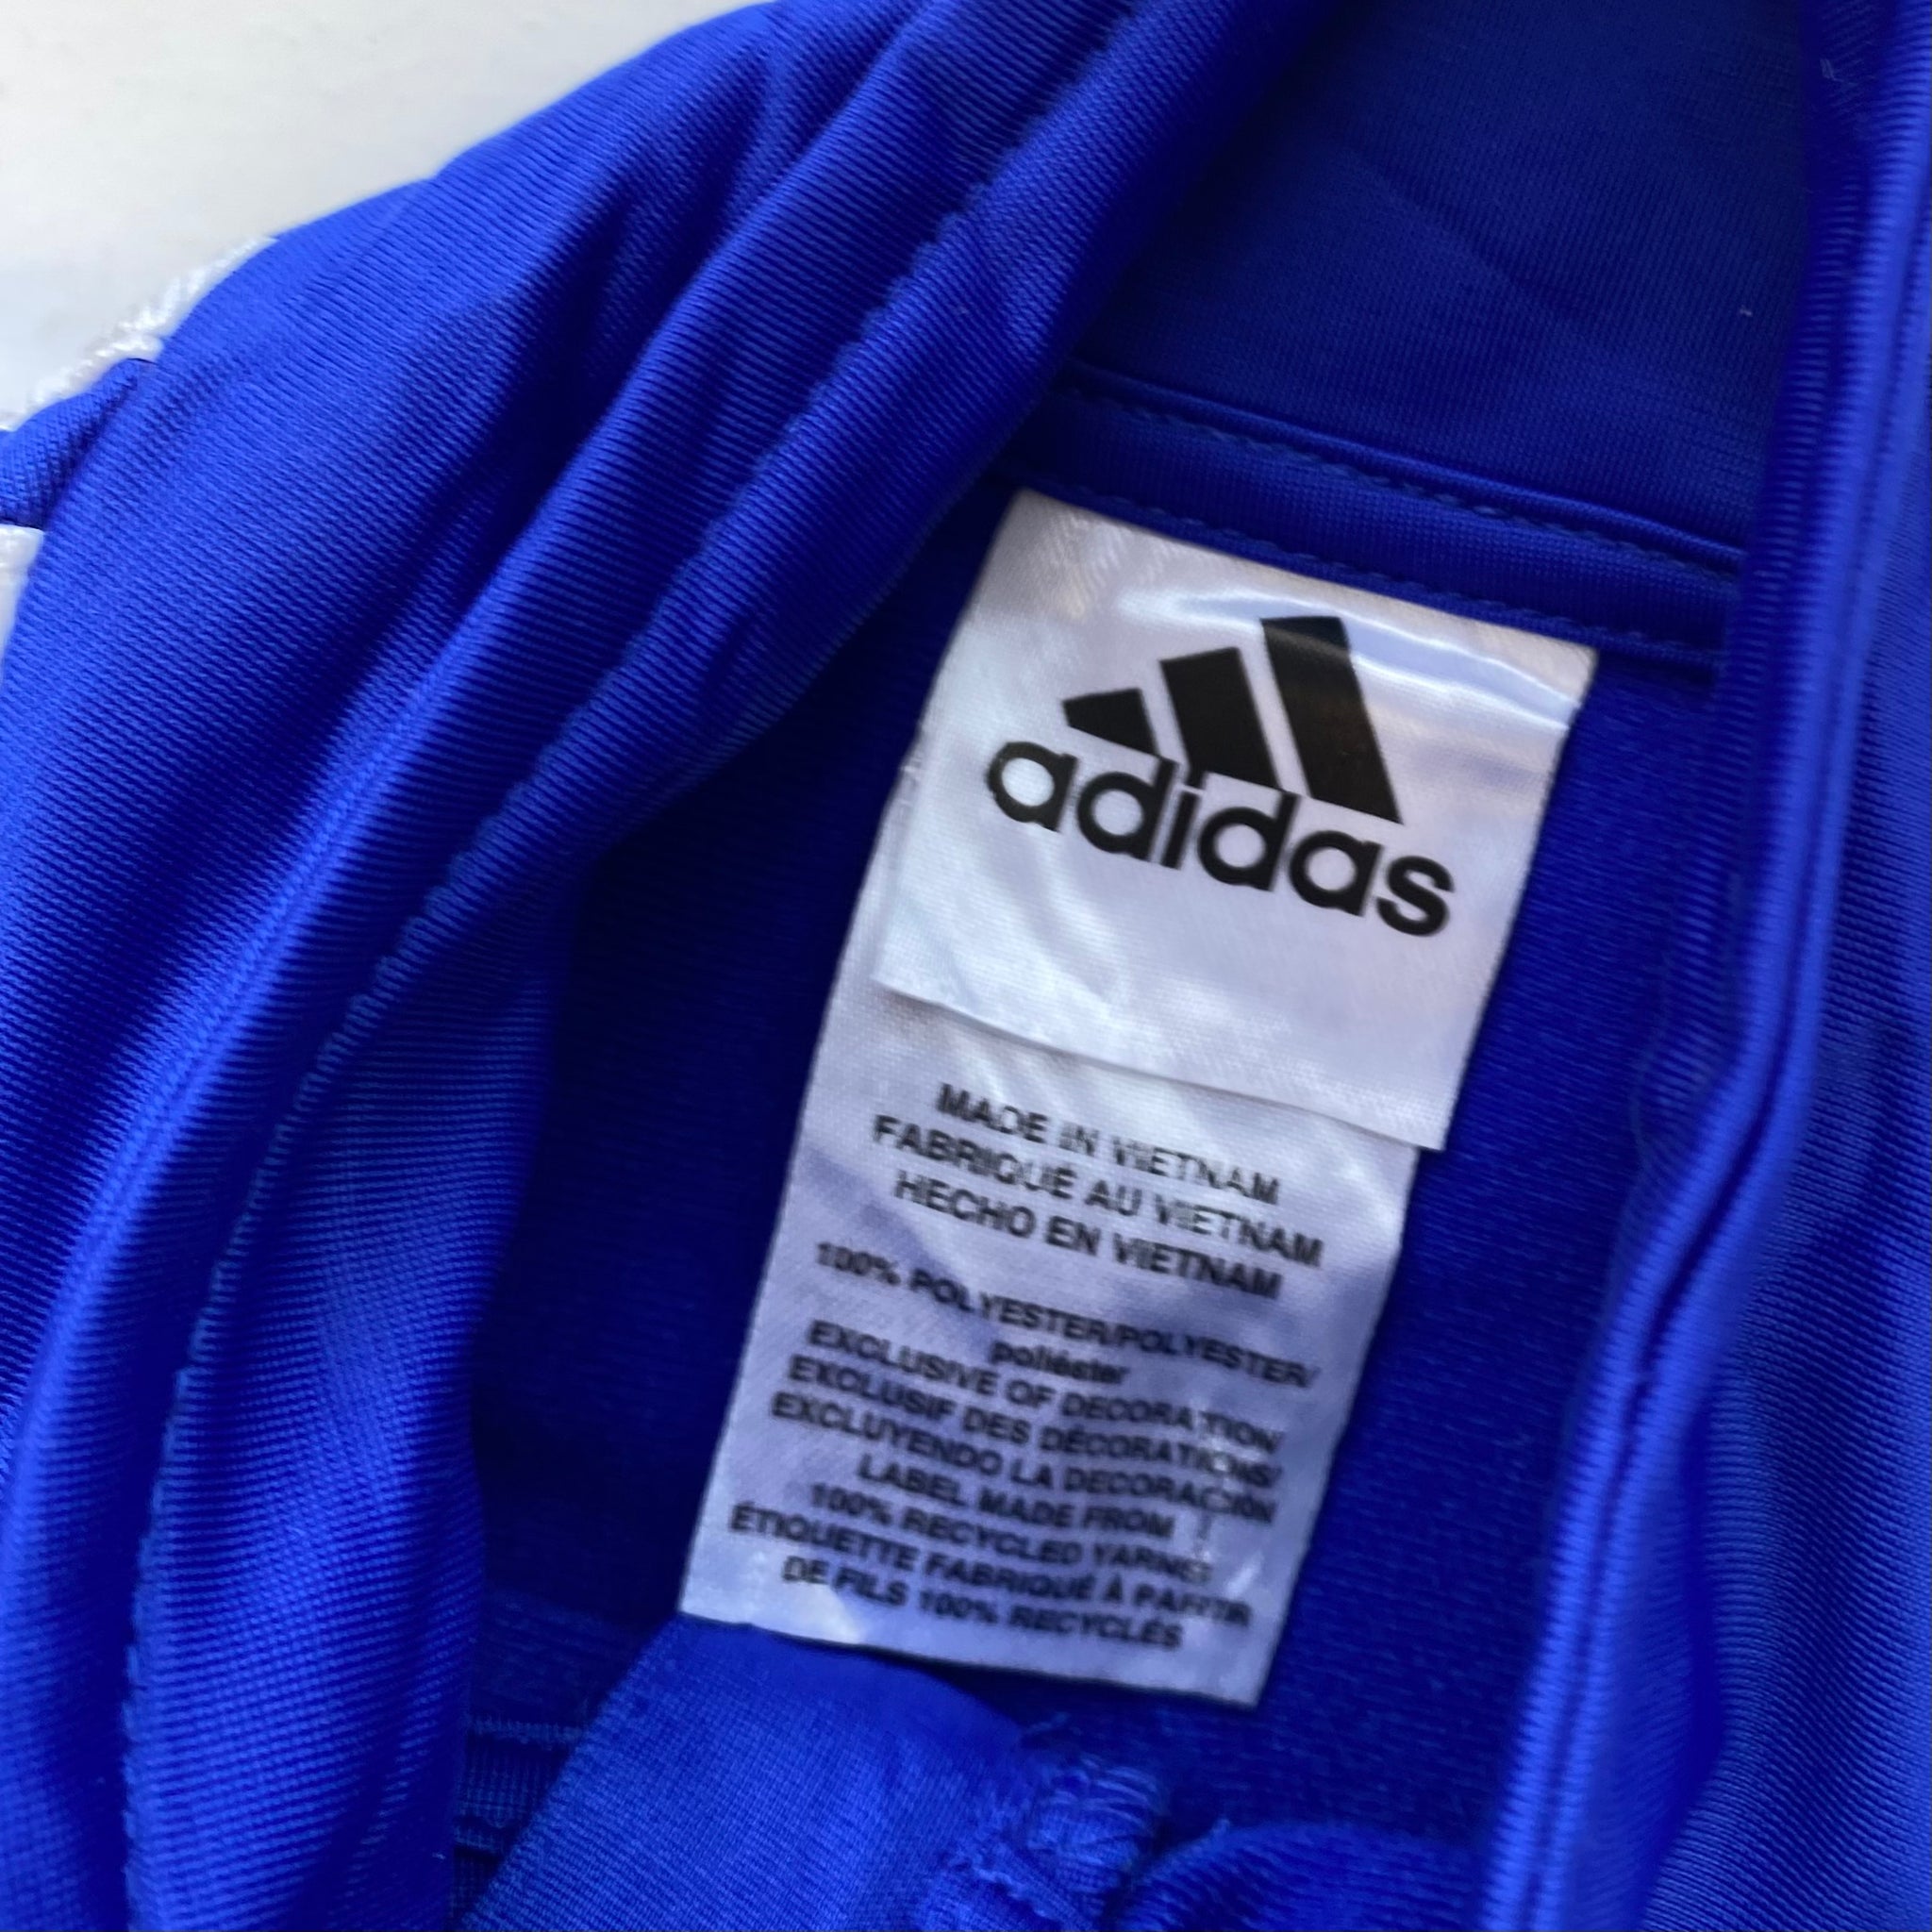 adidas
MADE IN VIETNAM
FABRIQUÉ AU VIETNAM
HECHO EN VIETNAM
100% POLYESTER/POLYESTER/
poliéster
EXCLUSIVE OF DECORATION/
EXCLUSIF DES DÉCORATIONS/
EXCLUYENDO LA DECORACIÓN
LABEL MADE FROM
100% RECYCLED YARNS
ÉTIQUETTE FABRIQUÉ À PARTIR
DE FILS 100% RECYCLÉS